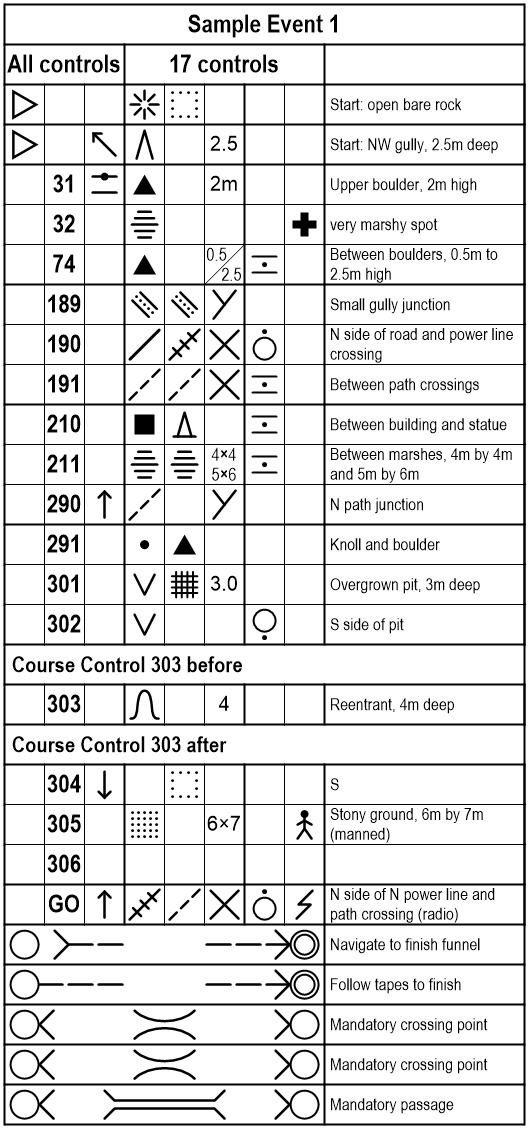 Sample Event 1
All controls 17 controls
Start: open bare rock
2.5 Start: NW gully, 2.5m deep
31 2m Upper boulder, 2m high
32 very marshy spot
74 0.5/2.5 Between boulders, 0.5m to
2.5m high
189 Small gully junction
190 N side of road and power line
crossing
191 Between path crossings
210 Between building and statue
211 4×4 Between marshes, 4m by 4m
5×6 and 5m by 6m
290 N path junction
291 Knoll and boulder
301 3.0 Overgrown pit, 3m deep
302 S side of pit
Course Control 303 before
303 4 Reentrant, 4m deep
Course Control 303 after
304 S
305 6×7 Stony ground, 6m by 7m
(manned)
306
GO N side of N power line and
path crossing (radio)
Navigate to finish funnel
Follow tapes to finish
Mandatory crossing point
Mandatory crossing point
Mandatory passage